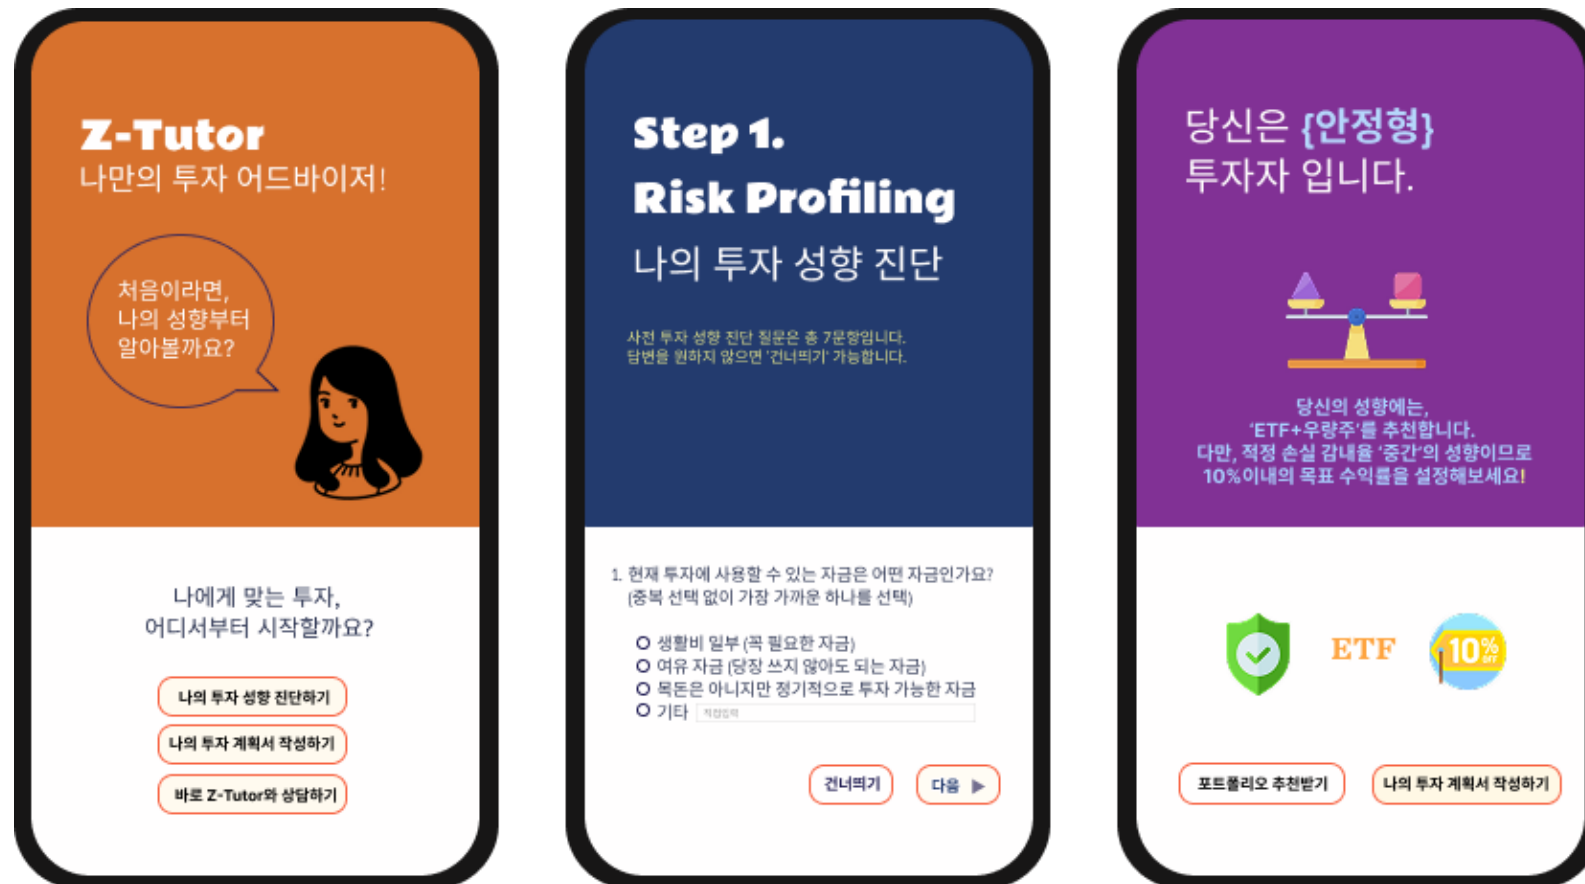 Z-Tutor
나만의 투자 어드바이저!
처음이라면,
나의 성향부터
알아볼까요?
나에게 맞는 투자,
어디서부터 시작할까요?
나의 투자 성향 진단하기
나의 투자 계획서 작성하기
바로 Z-Tutor와 상담하기
Step 1.
Risk Profiling
나의 투자 성향 진단
사전 투자 성향 진단 질문은 총 7문항입니다.
답변을 원하지 않으면 '건너띄기' 가능합니다.
1. 현재 투자에 사용할 수 있는 자금은 어떤 자금인가요?
(중복 선택 없이 가장 가까운 하나를 선택)
생활비 일부 (꼭 필요한 자금)
여유 자금 (당장 쓰지 않아도 되는 자금)
목돈은 아니지만 정기적으로 투자 가능한 자금
기타 직접입력
건너띄기
다음
당신은 {안정형}
투자자 입니다.
당신의 성향에는,
'ETF+우량주'를 추천합니다.
다만, 적정 손실 감내율 '중간'의 성향이므로
10%이내의 목표 수익률을 설정해보세요!
ETF
10%
OFF
포트폴리오 추천받기
나의 투자 계획서 작성하기